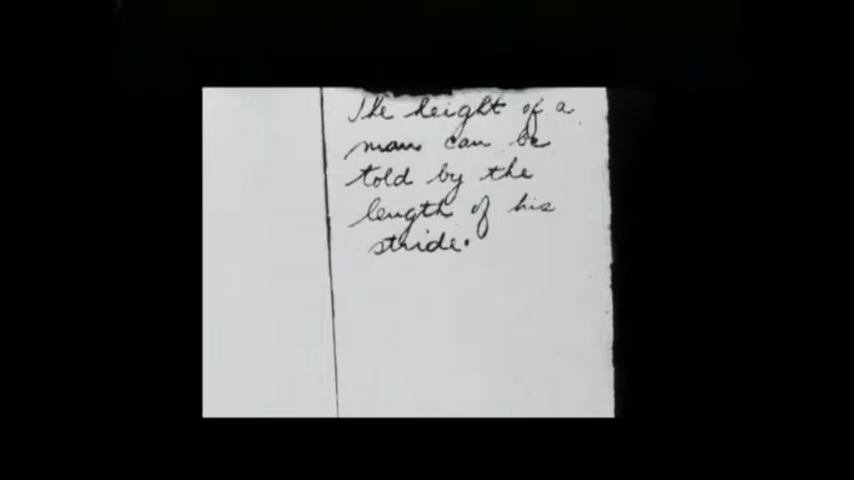 The height of a
man can be
told by the
length of his
stride.